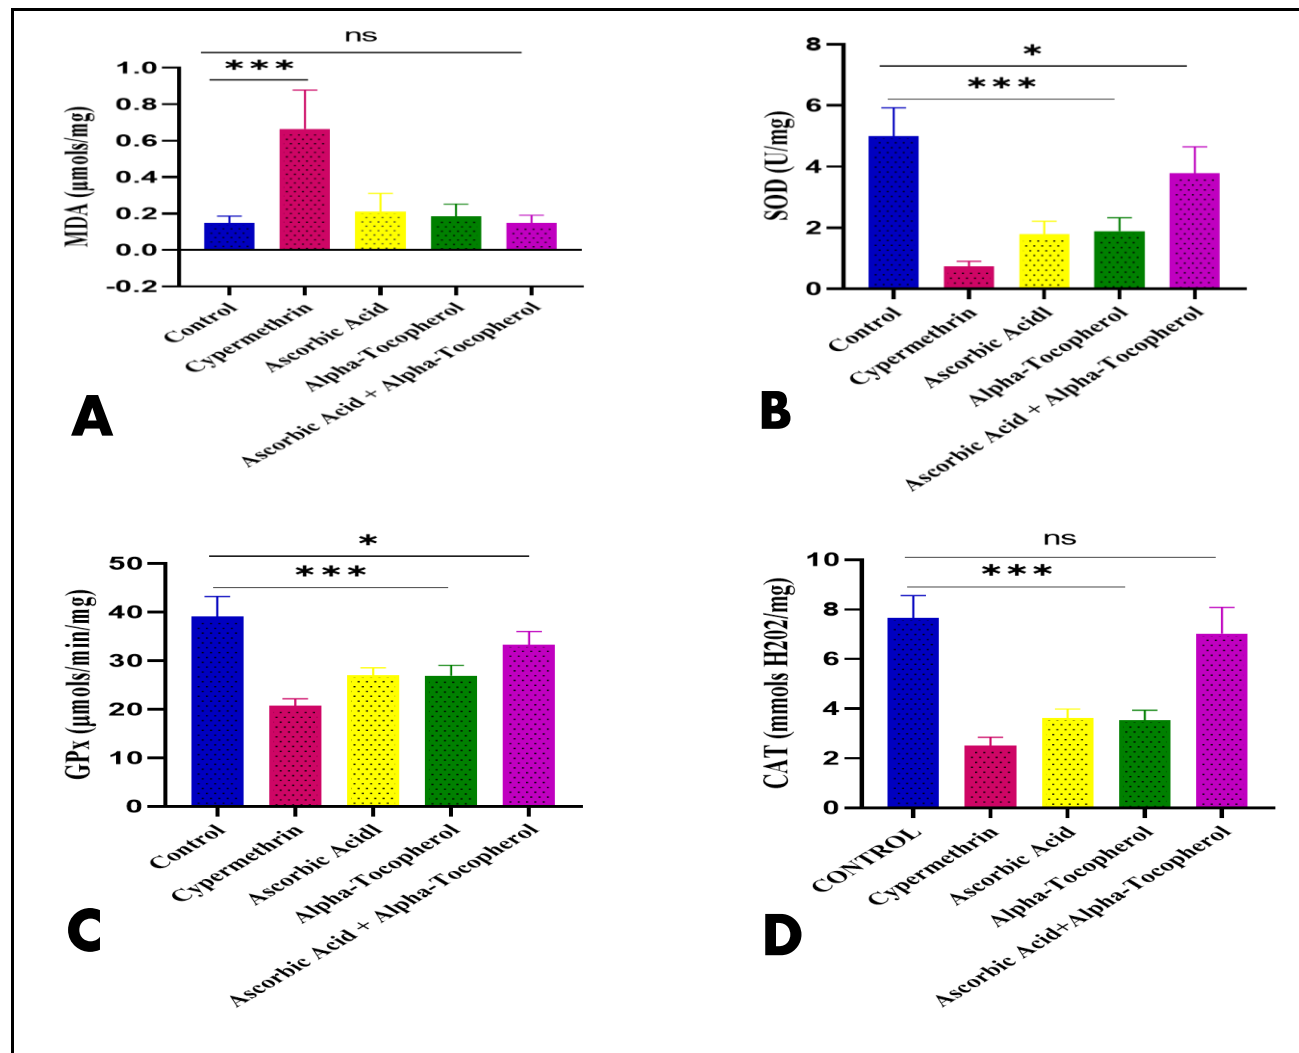 ns
***
1.0
0.8
0.6
0.4
0.2
0.0
-0.2
MDA (µmols/mg)
Control
Cypermethrin
Ascorbic Acid
Alpha-Tocopherol
Ascorbic Acid + Alpha-Tocopherol
A
*
***
8
6
4
2
0
SOD (U/mg)
Control
Cypermethrin
Ascorbic Acidl
Alpha-Tocopherol
Ascorbic Acid + Alpha-Tocopherol
B
*
***
50
40
30
20
10
0
GPx (µmols/min/mg)
Control
Cypermethrin
Ascorbic Acidl
Alpha-Tocopherol
Ascorbic Acid + Alpha-Tocopherol
C
ns
***
10
8
6
4
2
0
CAT (mmols H202/mg)
CONTROL
Cypermethrin
Ascorbic Acid
Alpha-Tocopherol
Ascorbic Acid+Alpha-Tocopherol
D